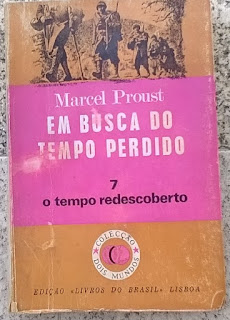 Marcel Proust
EM BUSCA DO
TEMPO PERDIDO
7
o tempo redescoberto
COLECÇÃO
DOIS MUNDOS
EDIÇÃO «LIVROS DO BRASIL» LISBOA